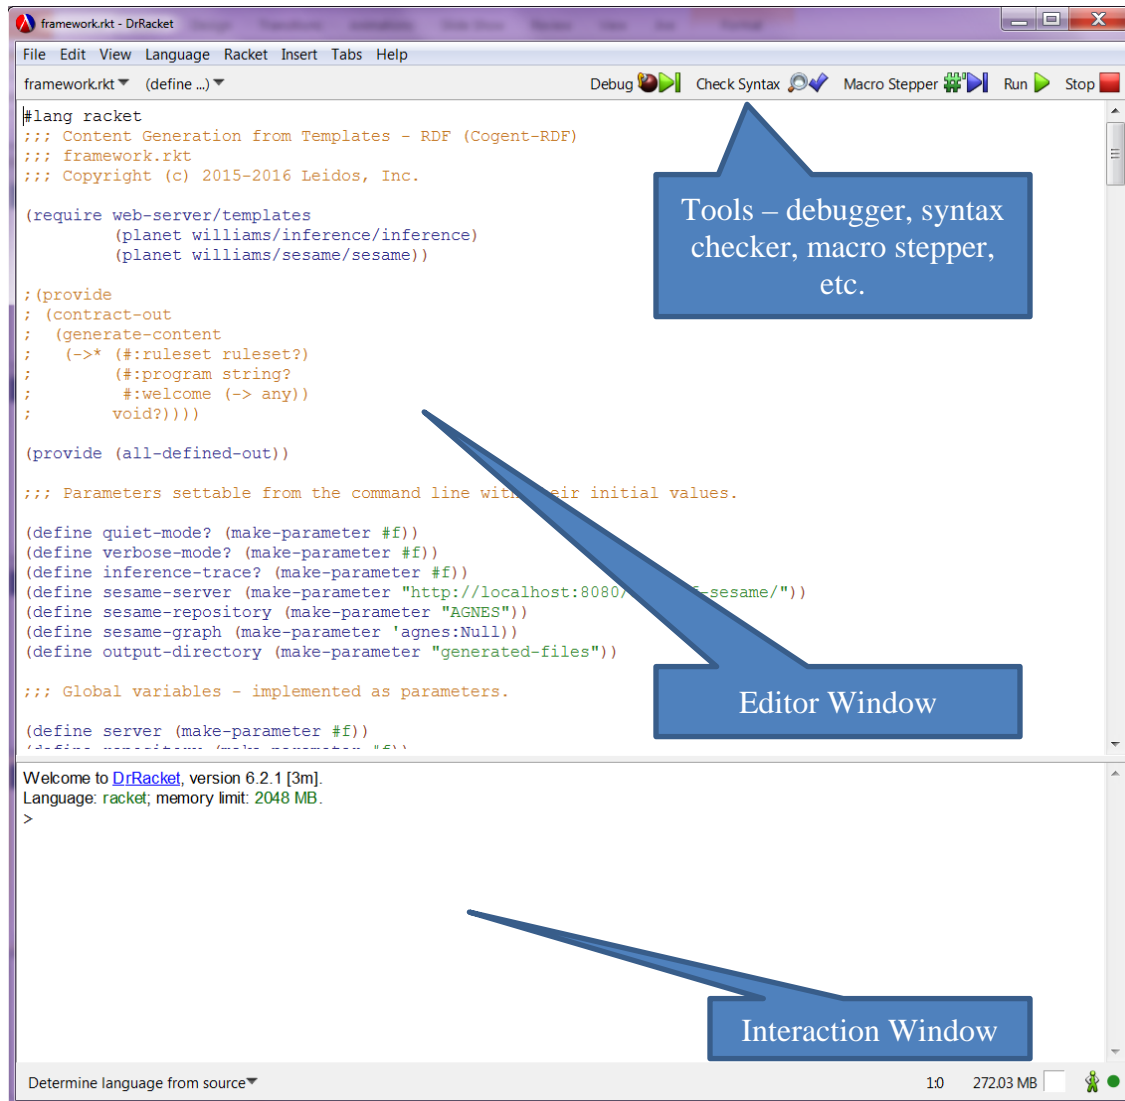 framework.rkt - DrRacket
File Edit View Language Racket Insert Tabs Help
framework.rkt (define ...) Debug Check Syntax Macro Stepper Run Stop
#lang racket
;;; Content Generation from Templates - RDF (Cogent-RDF)
;;; framework.rkt
;;; Copyright (c) 2015-2016 Leidos, Inc.
Tools – debugger, syntax
checker, macro stepper,
etc.
(require web-server/templates
(planet williams/inference/inference)
(planet williams/sesame/sesame))
;(provide
; (contract-out
;  (generate-content
;   (->* (#:ruleset ruleset?)
;        (#:program string?
;         #:welcome (-> any))
;        void?))))
(provide (all-defined-out))
;;; Parameters settable from the command line with their initial values.
(define quiet-mode? (make-parameter #f))
(define verbose-mode? (make-parameter #f))
(define inference-trace? (make-parameter #f))
(define sesame-server (make-parameter "http://localhost:8080/ -sesame/"))
(define sesame-repository (make-parameter "AGNES"))
(define sesame-graph (make-parameter 'agnes:Null))
(define output-directory (make-parameter "generated-files"))
Editor Window
;;; Global variables - implemented as parameters.
(define server (make-parameter #f))
Welcome to DrRacket, version 6.2.1 [3m].
Language: racket; memory limit: 2048 MB.
>
Interaction Window
Determine language from source 1:0 272.03 MB